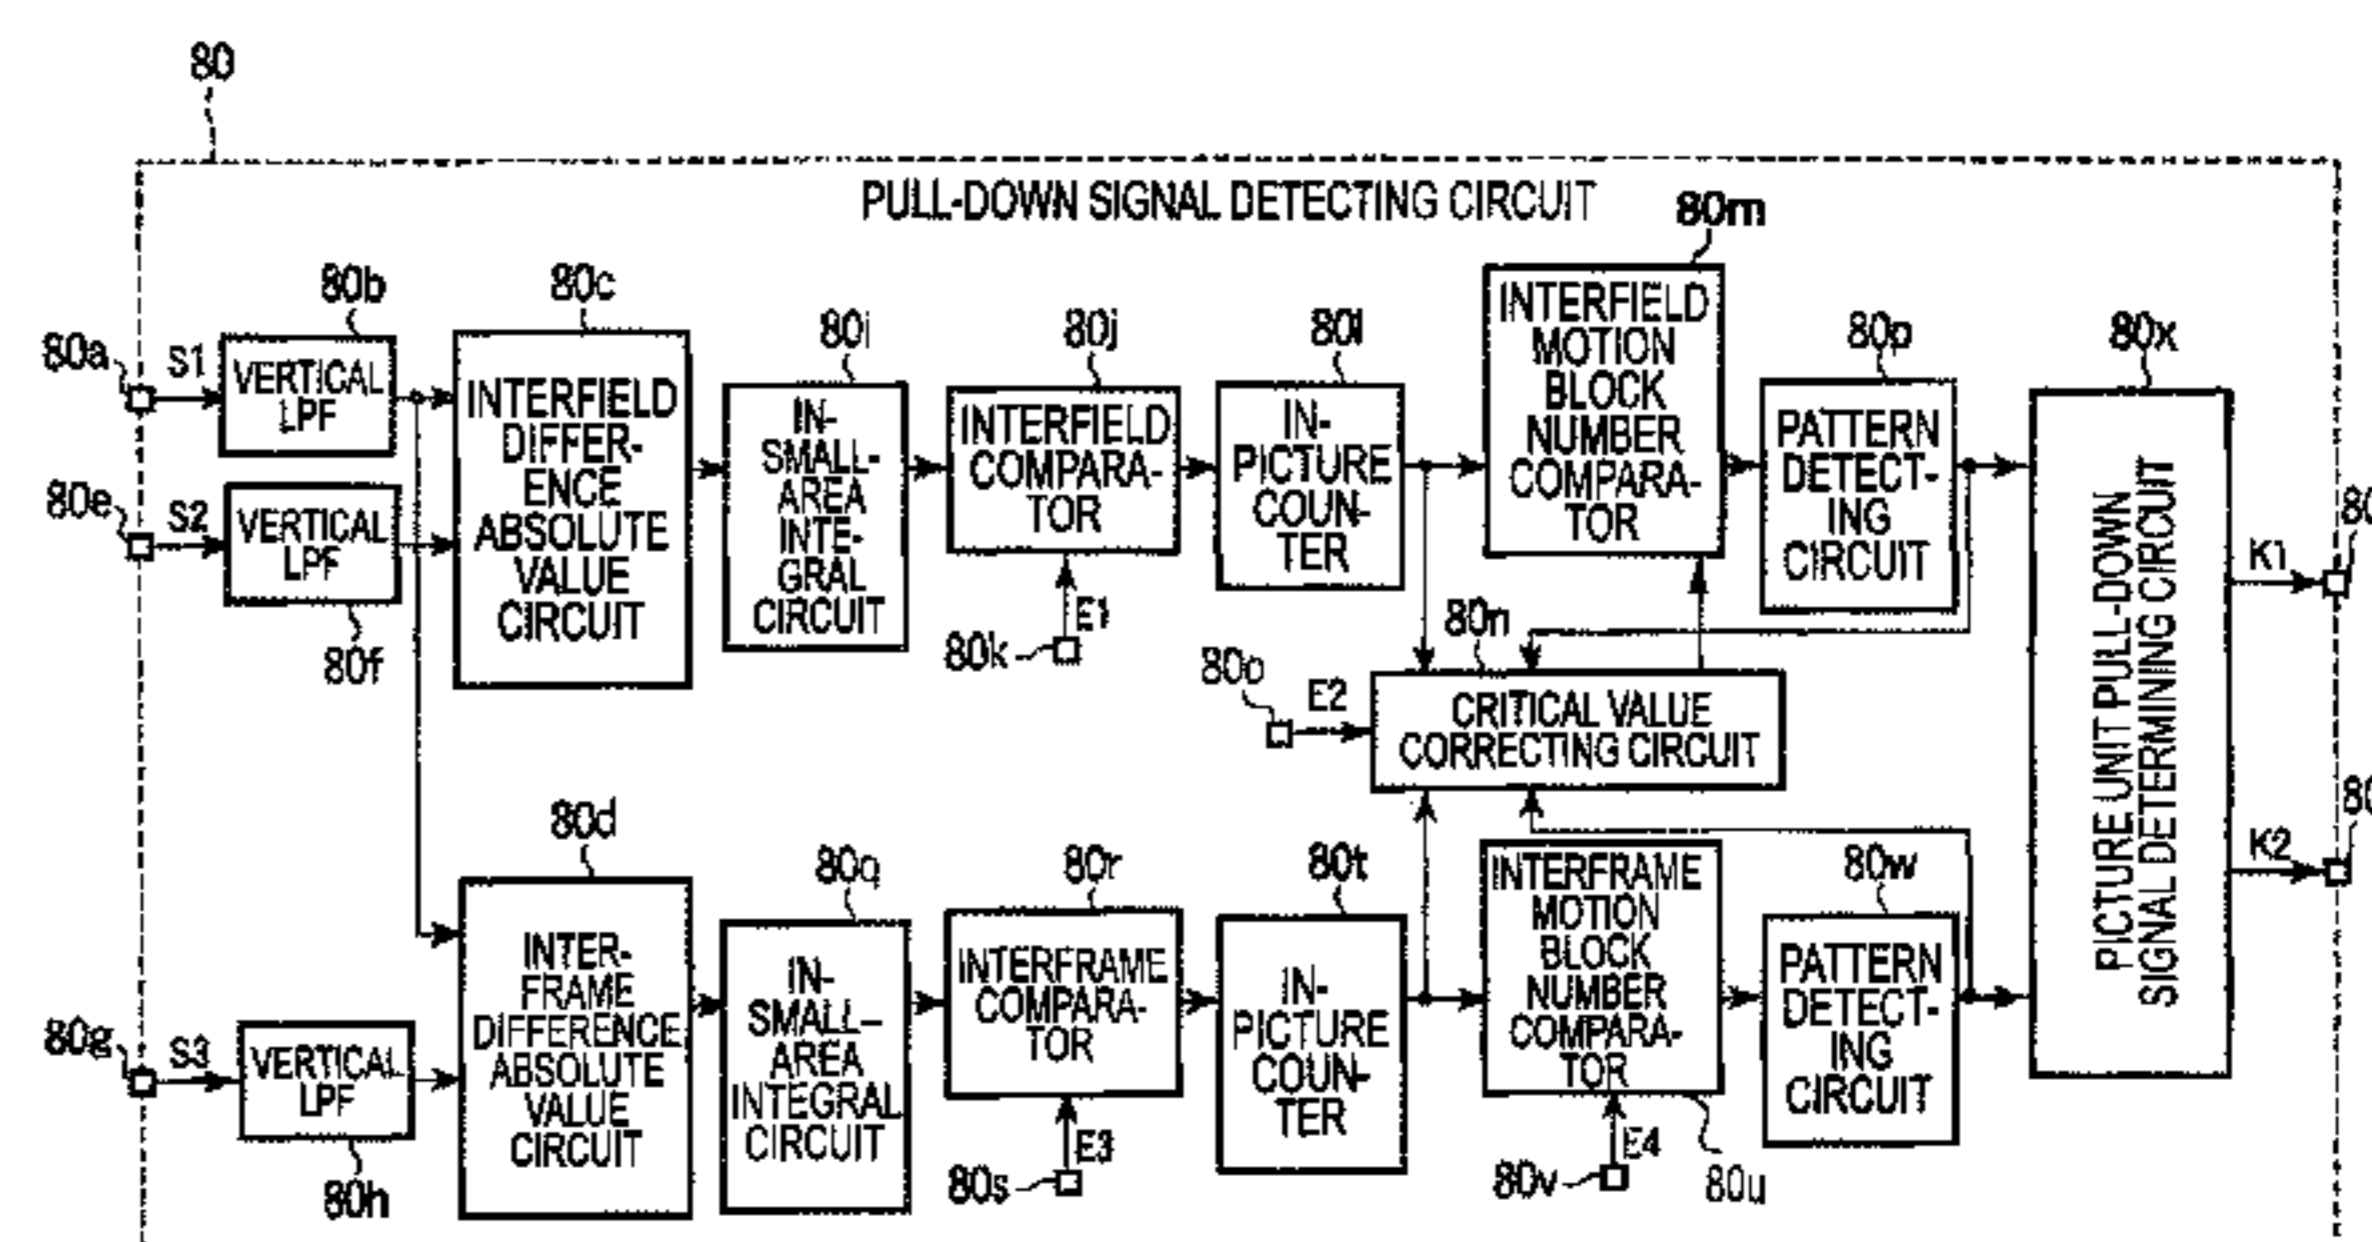 80
PULL-DOWN SIGNAL DETECTING CIRCUIT
80m
80b
80c
80i
80j
80l
80p
80x
80a
S1
VERTICAL
LPF
INTERFIELD
DIFFER-
ENCE
ABSOLUTE
VALUE
CIRCUIT
IN-
SMALL-
AREA
INTE-
GRAL
CIRCUIT
INTERFIELD
COMPARA-
TOR
IN-
PICTURE
COUN-
TER
INTERFIELD
MOTION
BLOCK
NUMBER
COMPARA-
TOR
PATTERN
DETECT-
ING
CIRCUIT
PICTURE UNIT PULL-DOWN
SIGNAL DETERMINING CIRCUIT
80e
S2
VERTICAL
LPF
80f
80k
E1
80n
80o
E2
CRITICAL VALUE
CORRECTING CIRCUIT
K1
80
K2
80
80d
80q
80r
80t
80w
80g
S3
VERTICAL
LPF
80h
INTER-
FRAME
DIFFERENCE
ABSOLUTE
VALUE
CIRCUIT
IN-
SMALL-
AREA
INTEGRAL
CIRCUIT
INTERFRAME
COMPARA-
TOR
IN-
PICTURE
COUN-
TER
INTERFRAME
MOTION
BLOCK
NUMBER
COMPARA-
TOR
PATTERN
DETECT-
ING
CIRCUIT
80s
E3
80v
E4
80u